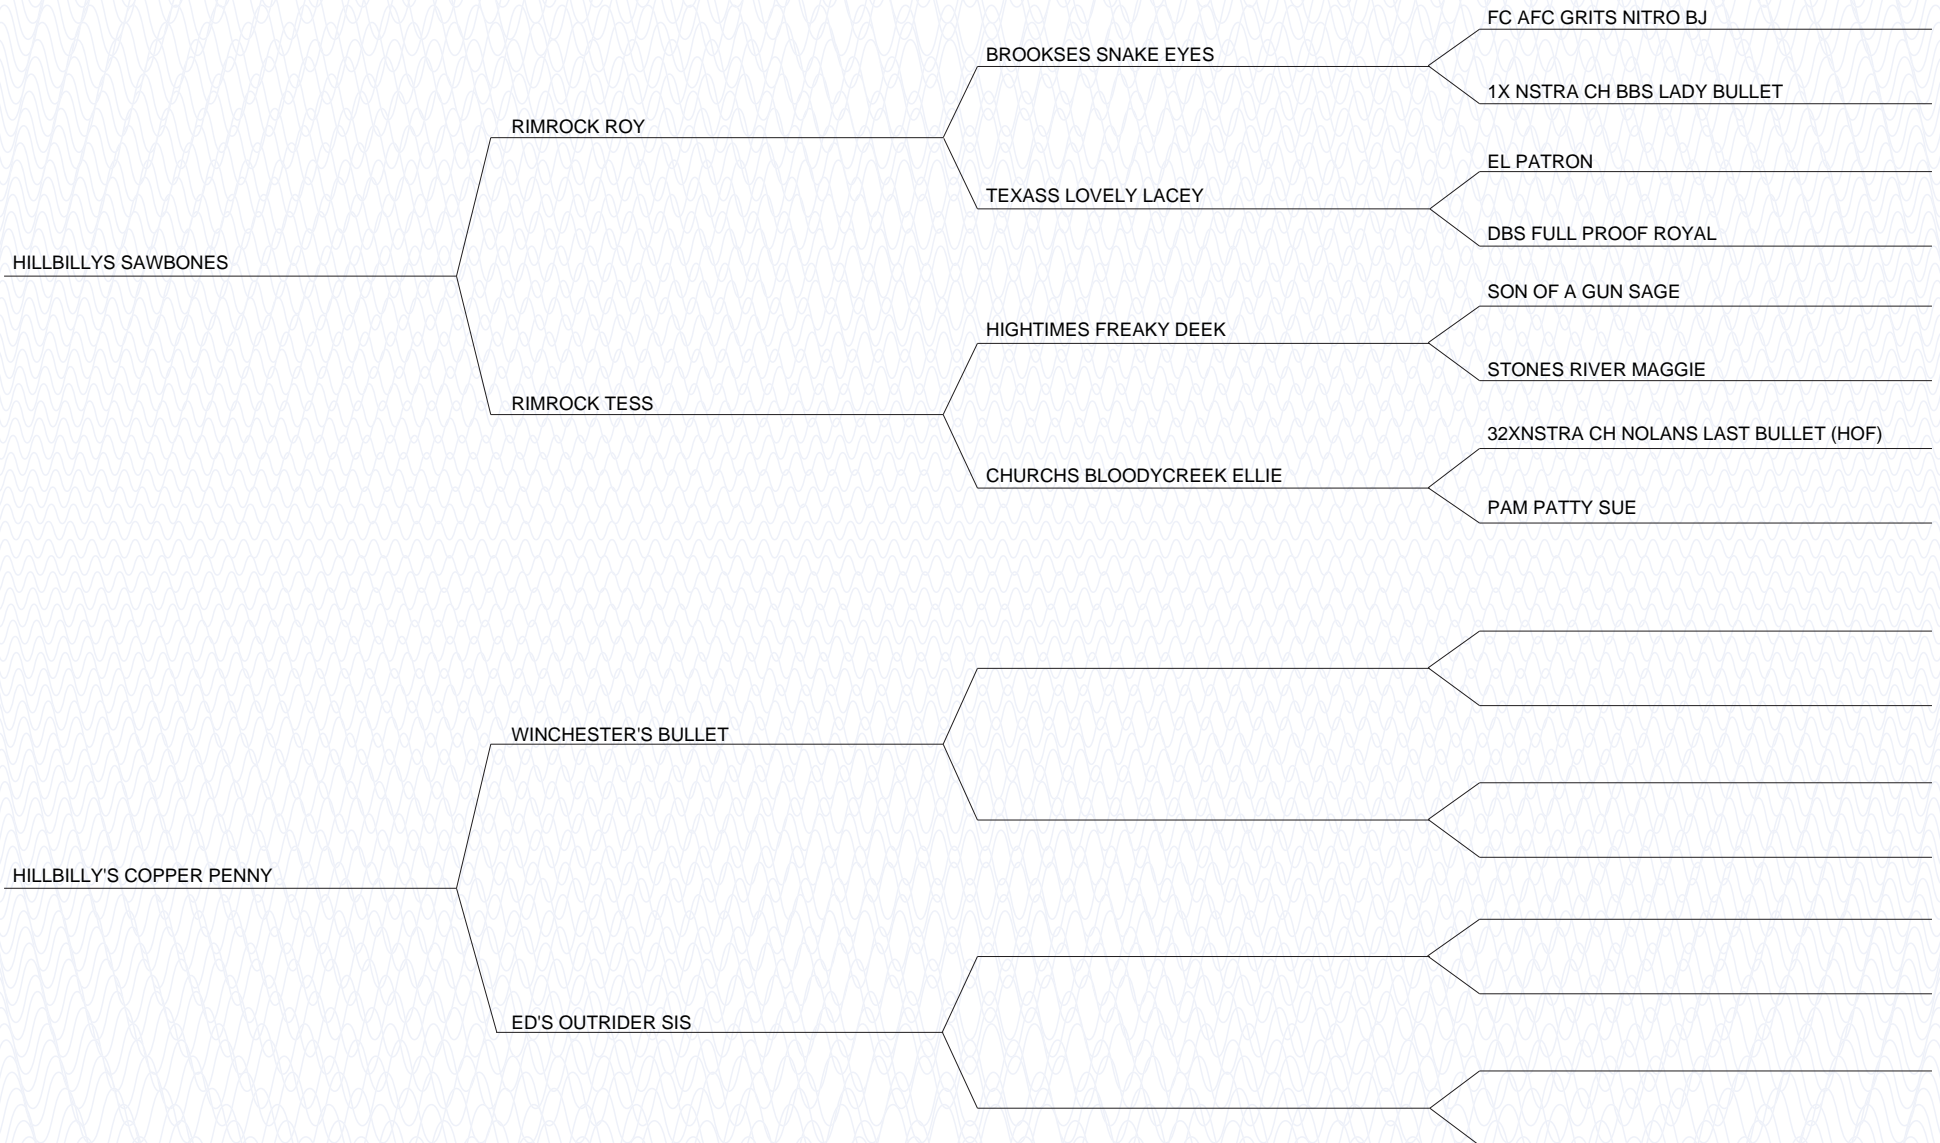 FC AFC GRITS NITRO BJ
BROOKSES SNAKE EYES
1X NSTRA CH BBS LADY BULLET
RIMROCK ROY
EL PATRON
TEXASS LOVELY LACEY
DBS FULL PROOF ROYAL
HILLBILLYS SAWBONES
SON OF A GUN SAGE
HIGHTIMES FREAKY DEEK
STONES RIVER MAGGIE
RIMROCK TESS
32XNSTRA CH NOLANS LAST BULLET (HOF)
CHURCHS BLOODYCREEK ELLIE
PAM PATTY SUE
WINCHESTER'S BULLET
HILLBILLY'S COPPER PENNY
ED'S OUTRIDER SIS